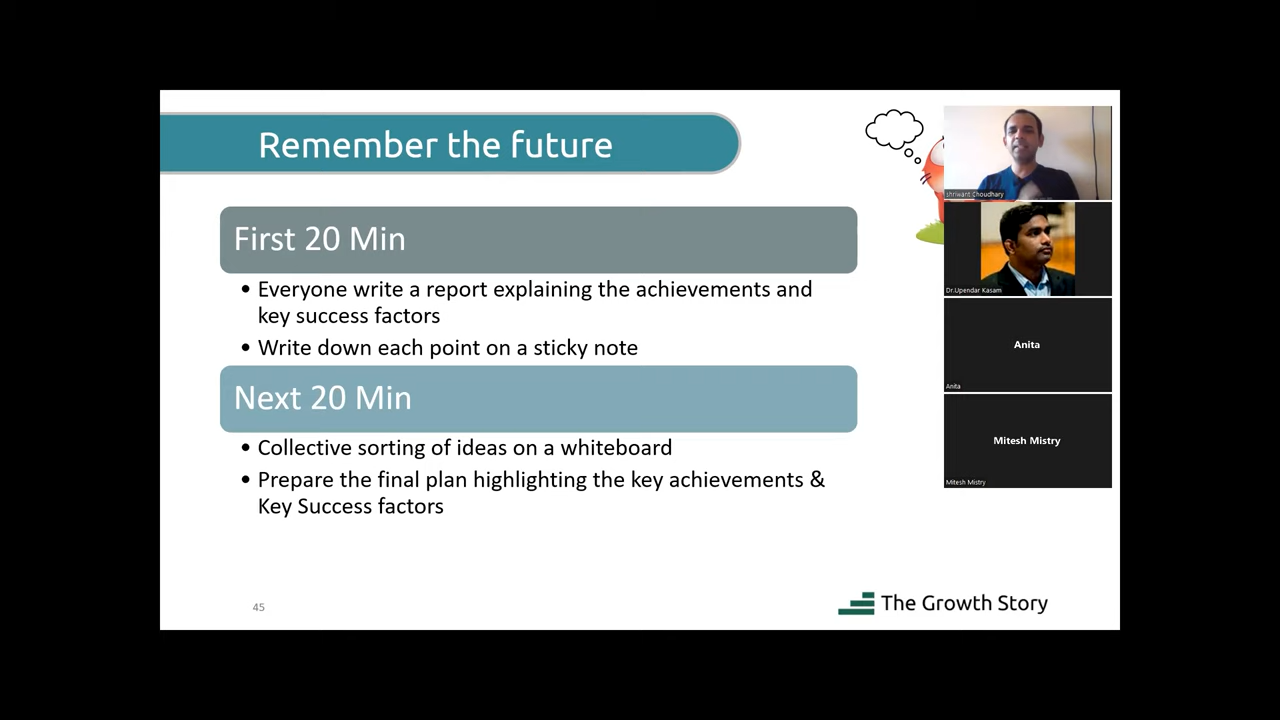 Remember the future
First 20 Min
• Everyone write a report explaining the achievements and
key success factors
• Write down each point on a sticky note
Next 20 Min
• Collective sorting of ideas on a whiteboard
• Prepare the final plan highlighting the key achievements &
Key Success factors
45
The Growth Story
shriwant Choudhary
Dr.Upendar Kasam
Anita
Anita
Mitesh Mistry
Mitesh Mistry